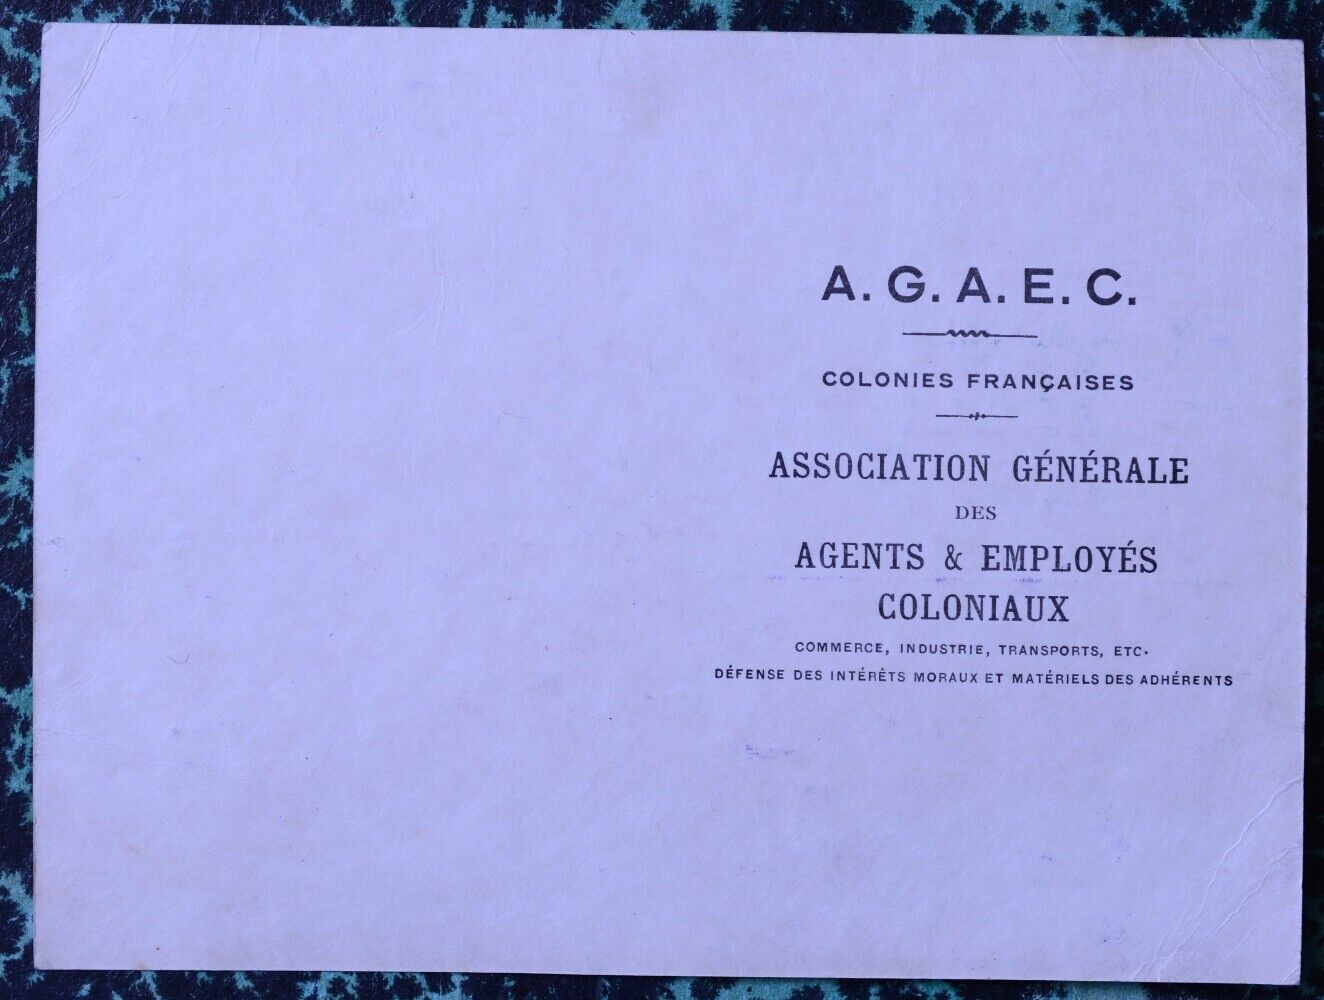 A. G. A. E. C.
COLONIES FRANÇAISES
ASSOCIATION GÉNÉRALE
DES
AGENTS & EMPLOYÉS
COLONIAUX
COMMERCE, INDUSTRIE, TRANSPORTS, ETC.
DÉFENSE DES INTÉRÊTS MORAUX ET MATÉRIELS DES ADHÉRENTS